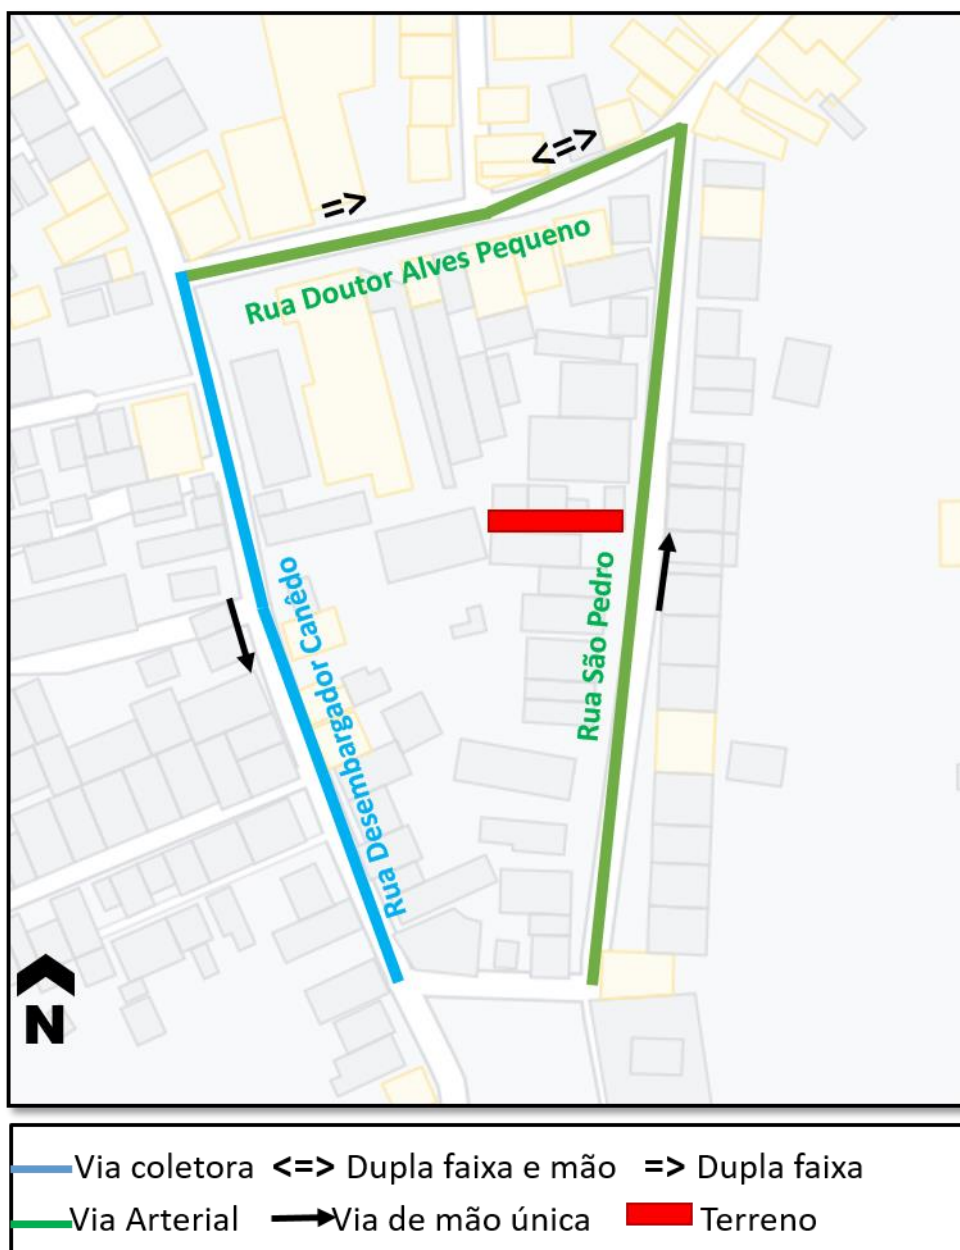 <=>
=>
Rua Doutor Alves Pequeno
Rua Desembargador Canêdo
Rua São Pedro
N
Via coletora <=> Dupla faixa e mão => Dupla faixa
Via Arterial Via de mão única Terreno